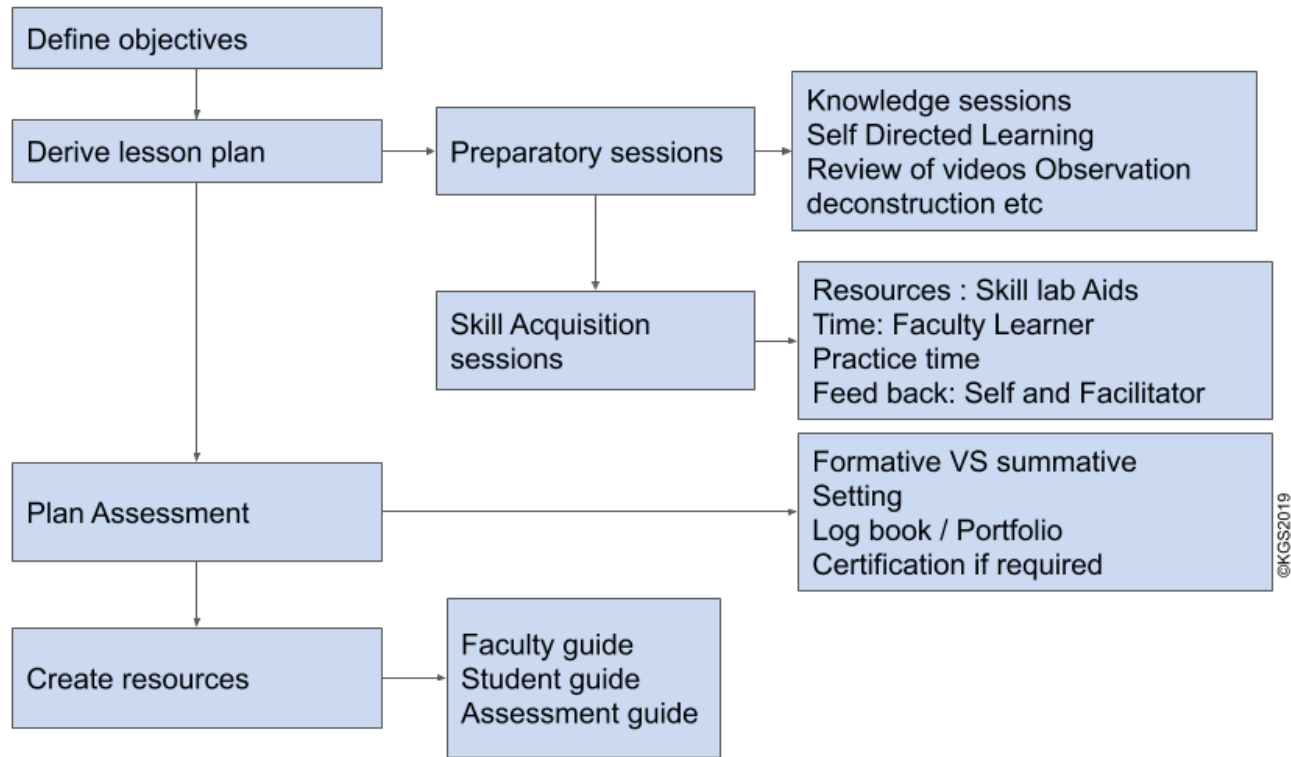 Define objectives
Derive lesson plan
Preparatory sessions
Knowledge sessions
Self Directed Learning
Review of videos Observation
deconstruction etc
Skill Acquisition
sessions
Resources : Skill lab Aids
Time: Faculty Learner
Practice time
Feed back: Self and Facilitator
Plan Assessment
Formative VS summative
Setting
Log book / Portfolio
Certification if required
©KGS2019
Create resources
Faculty guide
Student guide
Assessment guide